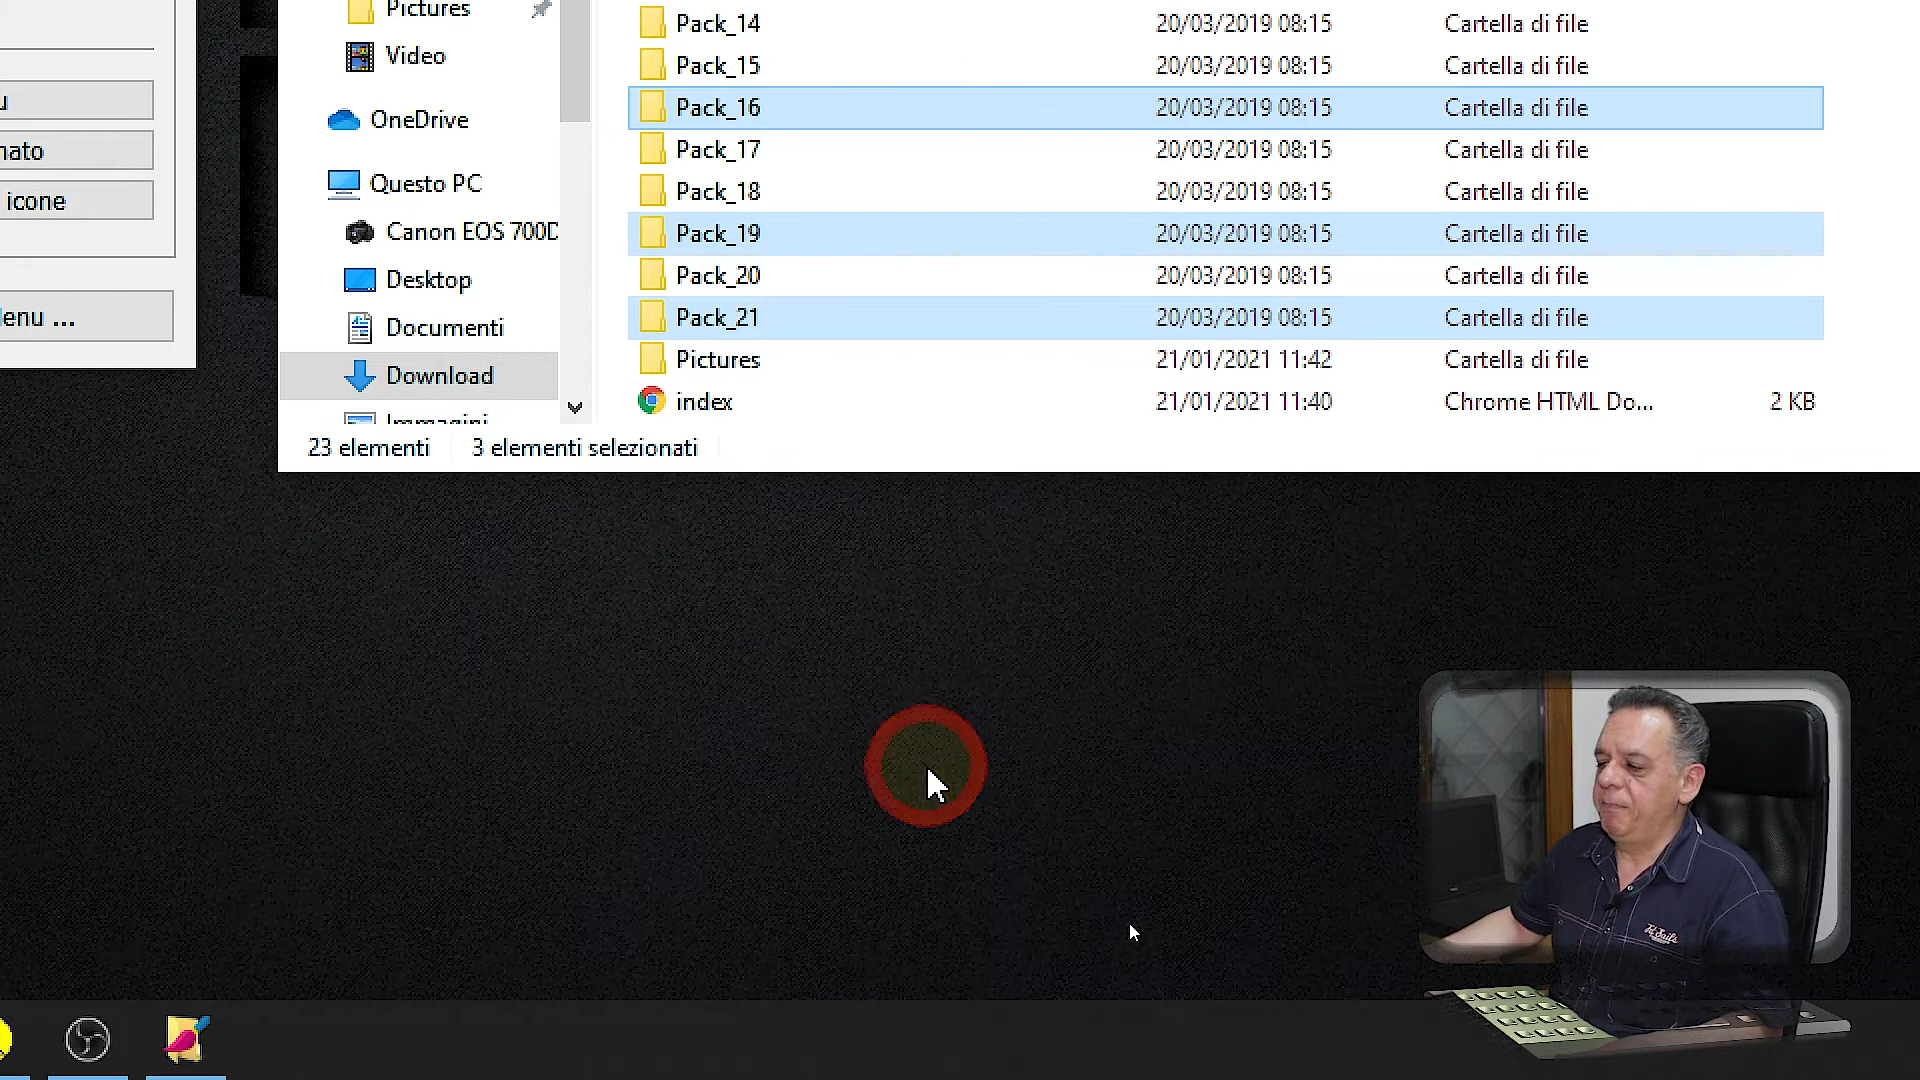 u
nato
icone
lenu ...
Pictures
Video
OneDrive
Questo PC
Canon EOS 700D
Desktop
Documenti
Download
Immagini
Pack_14 20/03/2019 08:15 Cartella di file
Pack_15 20/03/2019 08:15 Cartella di file
Pack_16 20/03/2019 08:15 Cartella di file
Pack_17 20/03/2019 08:15 Cartella di file
Pack_18 20/03/2019 08:15 Cartella di file
Pack_19 20/03/2019 08:15 Cartella di file
Pack_20 20/03/2019 08:15 Cartella di file
Pack_21 20/03/2019 08:15 Cartella di file
Pictures 21/01/2021 11:42 Cartella di file
index 21/01/2021 11:40 Chrome HTML Do... 2 KB
23 elementi 3 elementi selezionati